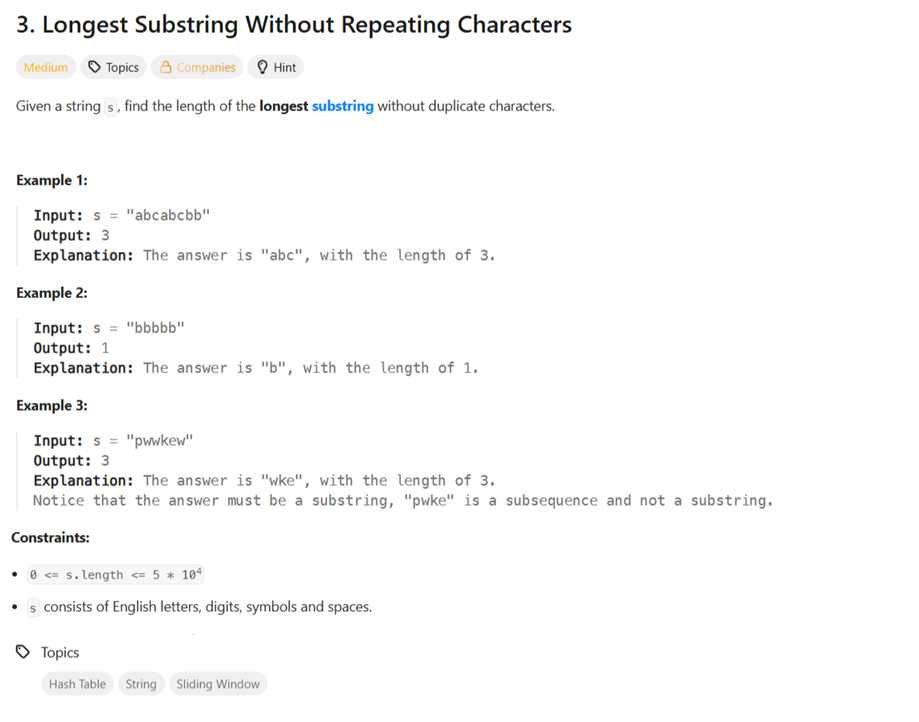 3. Longest Substring Without Repeating Characters
Medium Topics Companies Hint
Given a string s, find the length of the longest substring without duplicate characters.
Example 1:
Input: s = "abcabcbb"
Output: 3
Explanation: The answer is "abc", with the length of 3.
Example 2:
Input: s = "bbbbb"
Output: 1
Explanation: The answer is "b", with the length of 1.
Example 3:
Input: s = "pwwkew"
Output: 3
Explanation: The answer is "wke", with the length of 3.
Notice that the answer must be a substring, "pwke" is a subsequence and not a substring.
Constraints:
• 0 <= s.length <= 5 * 10⁴
• s consists of English letters, digits, symbols and spaces.
Topics
Hash Table String Sliding Window